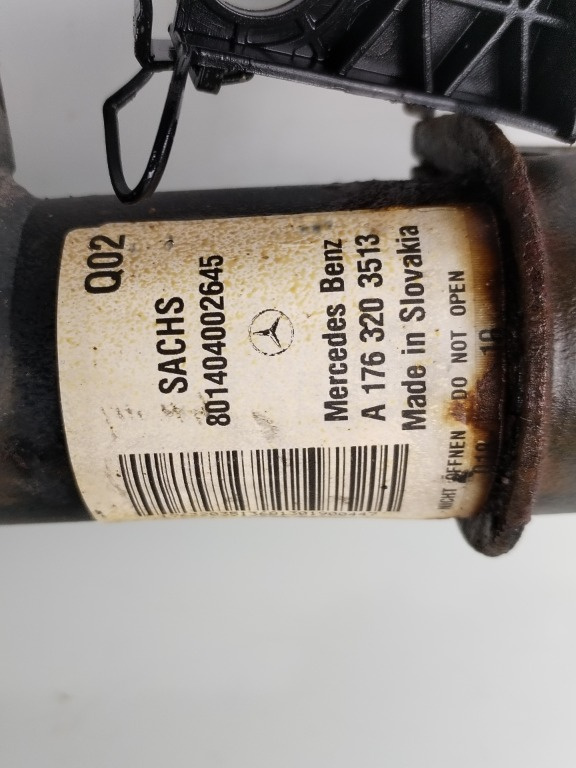 Q02
SACHS
801404002645
Mercedes Benz
A 176 320 3513
Made in Slovakia
NICHT ÖFFNEN DO NOT OPEN